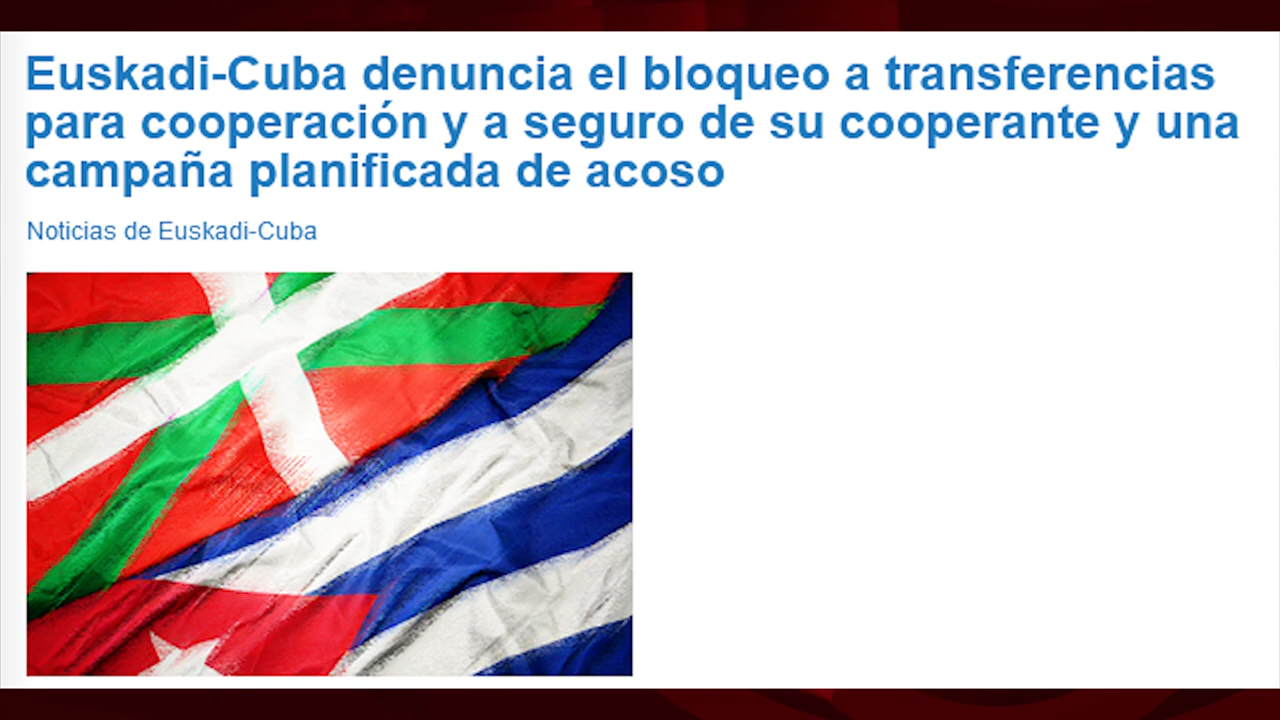 Euskadi-Cuba denuncia el bloqueo a transferencias
para cooperación y a seguro de su cooperante y una
campaña planificada de acoso
Noticias de Euskadi-Cuba